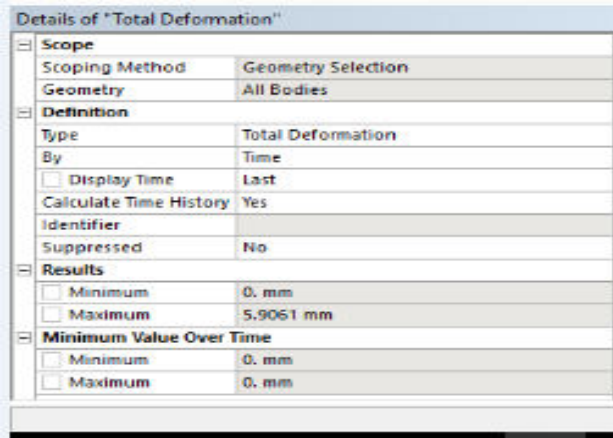 Details of "Total Deformation"
Scope
Scoping Method Geometry Selection
Geometry All Bodies
Definition
Type Total Deformation
By Time
Display Time Last
Calculate Time History Yes
Identifier
Suppressed No
Results
Minimum 0. mm
Maximum 5.9061 mm
Minimum Value Over Time
Minimum 0. mm
Maximum 0. mm